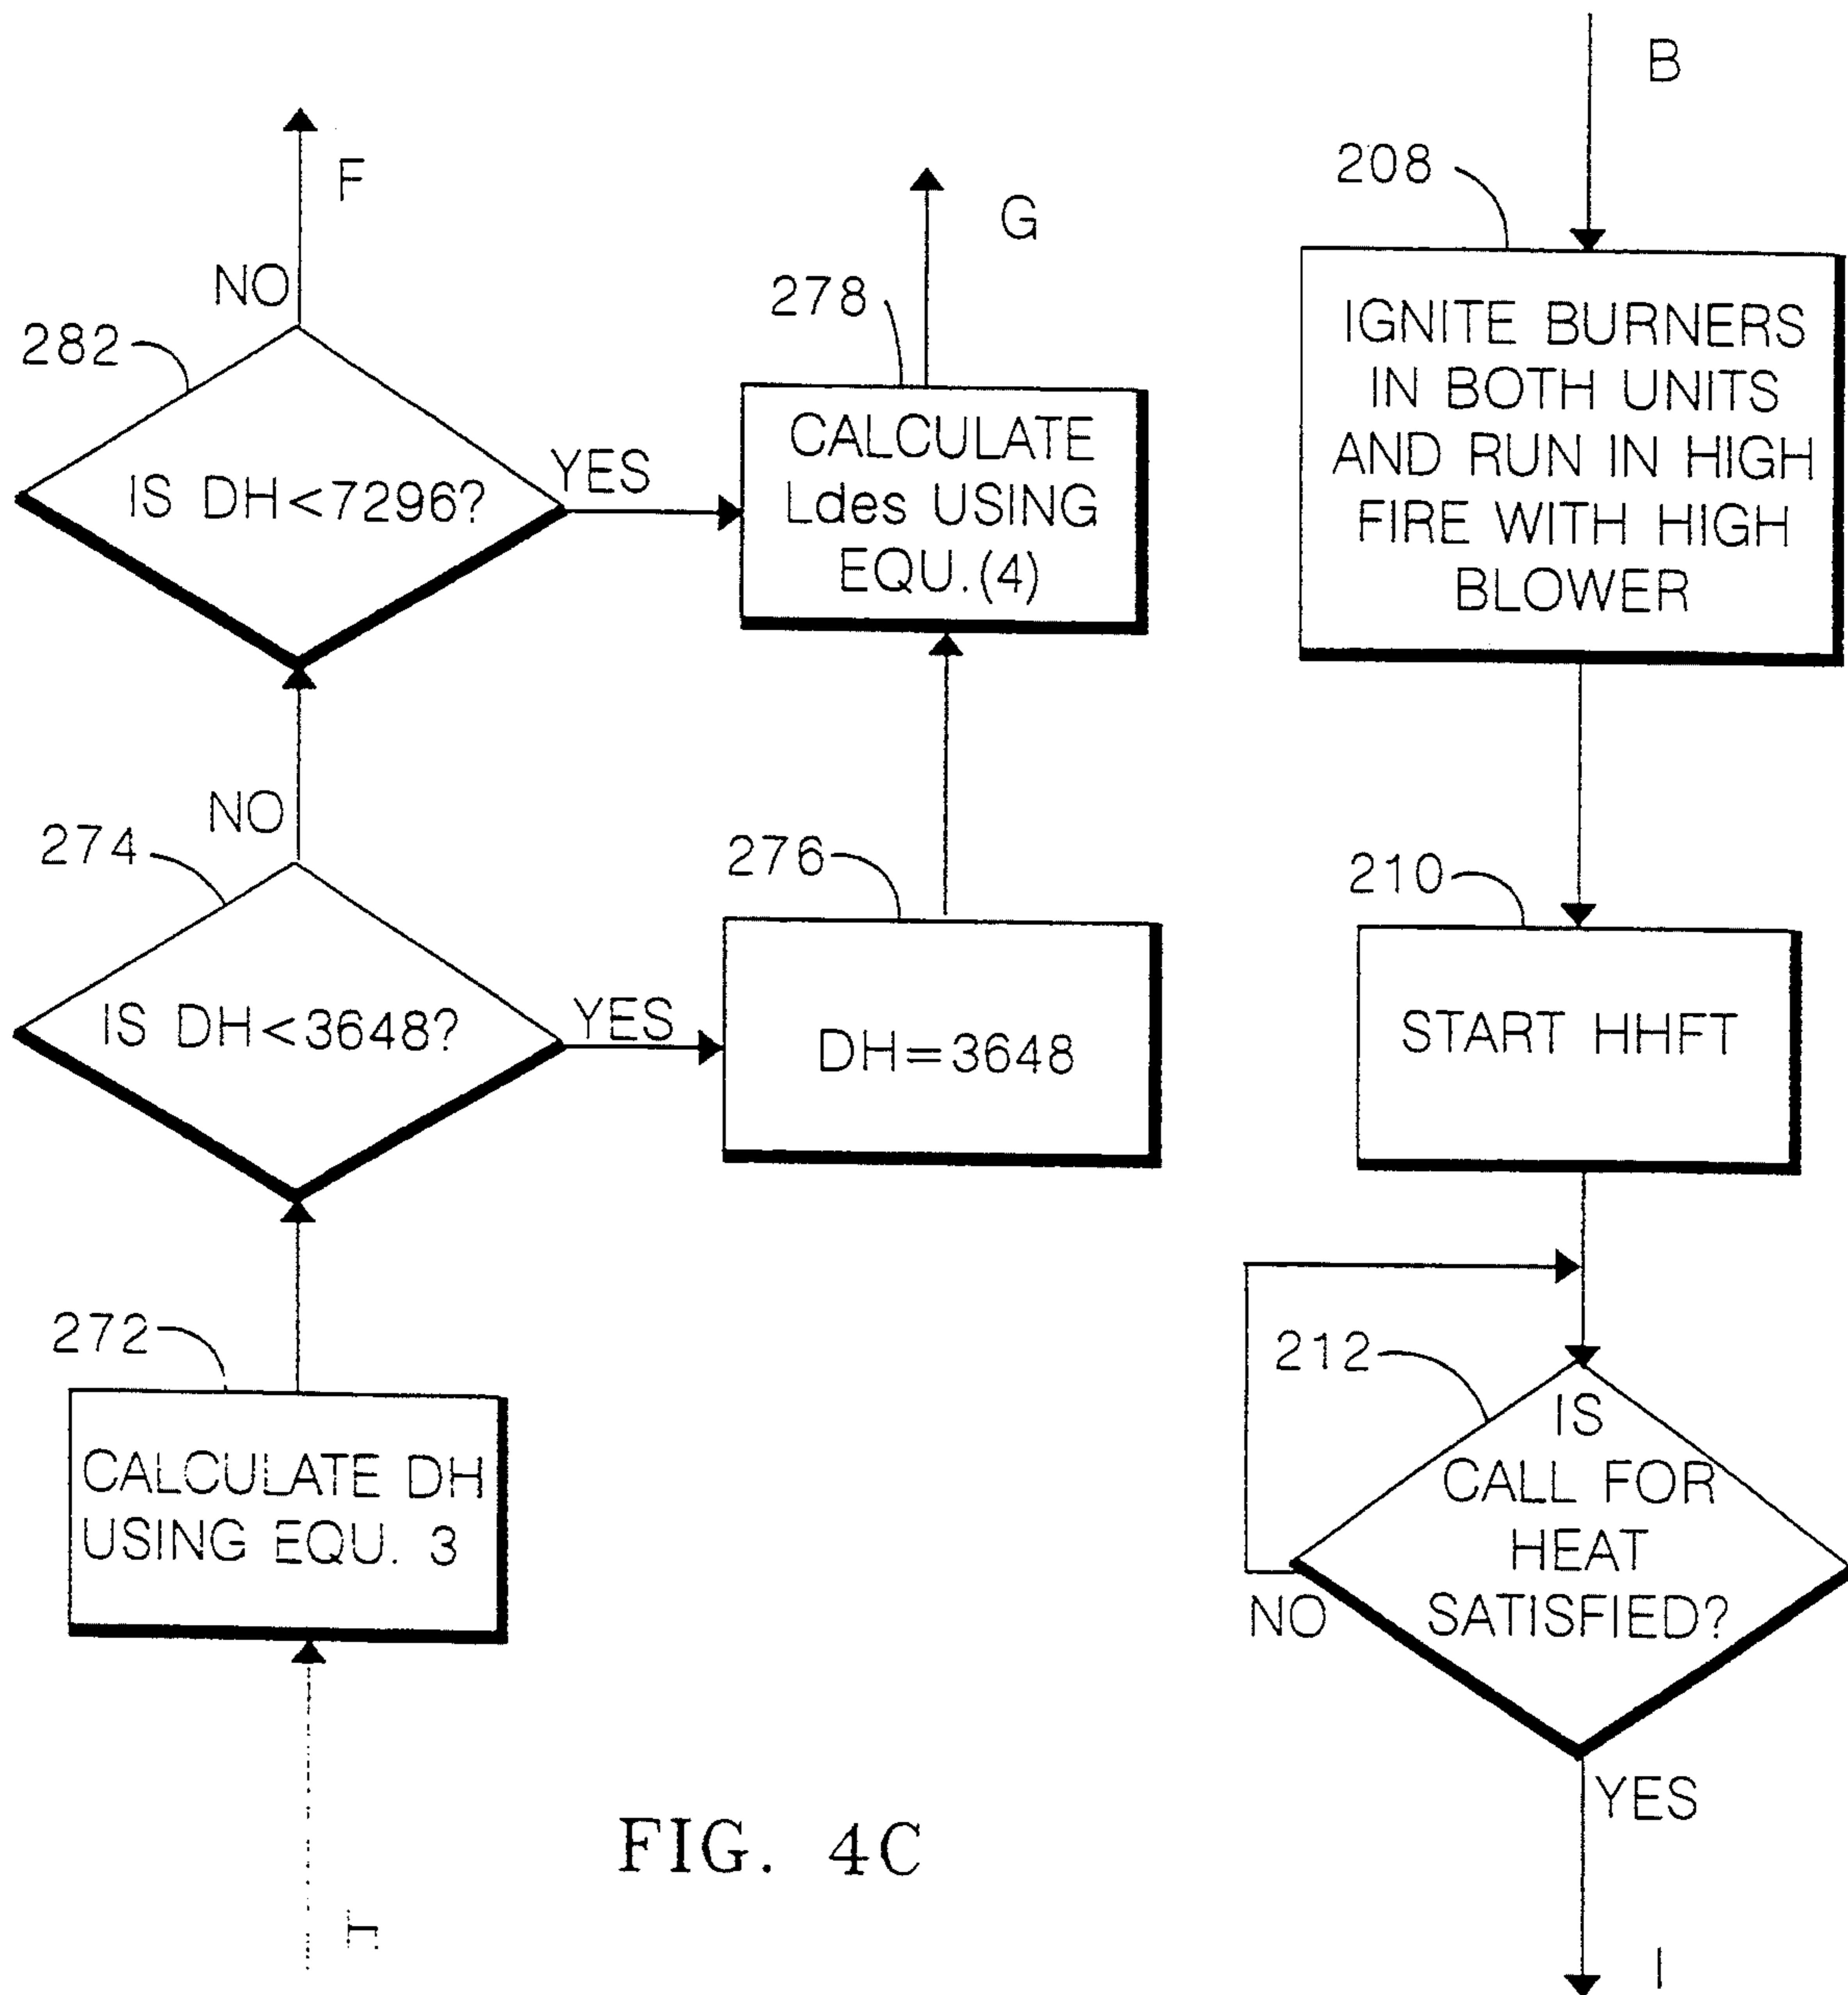 F
NO
282
IS DH<7296?
YES
G
278
CALCULATE
Ldes USING
EQU.(4)
NO
274
IS DH<3648?
YES
276
DH=3648
272
CALCULATE DH
USING EQU. 3
B
208
IGNITE BURNERS
IN BOTH UNITS
AND RUN IN HIGH
FIRE WITH HIGH
BLOWER
210
START HHFT
212
IS
CALL FOR
HEAT
SATISFIED?
NO
YES
I
FIG. 4C